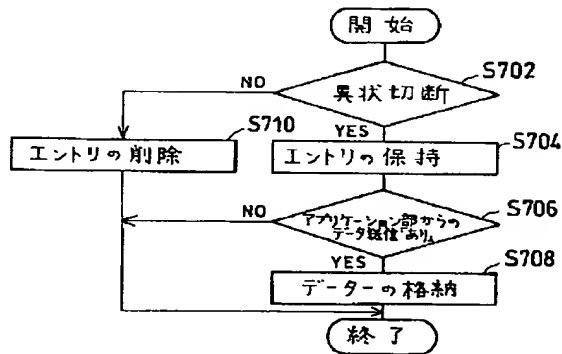 開始
S702
異状切断
NO
YES
S710
エントリの削除
S704
エントリの保持
S706
アプリケーション部からの
データ送信“あり„
NO
YES
S708
データーの格納
終了